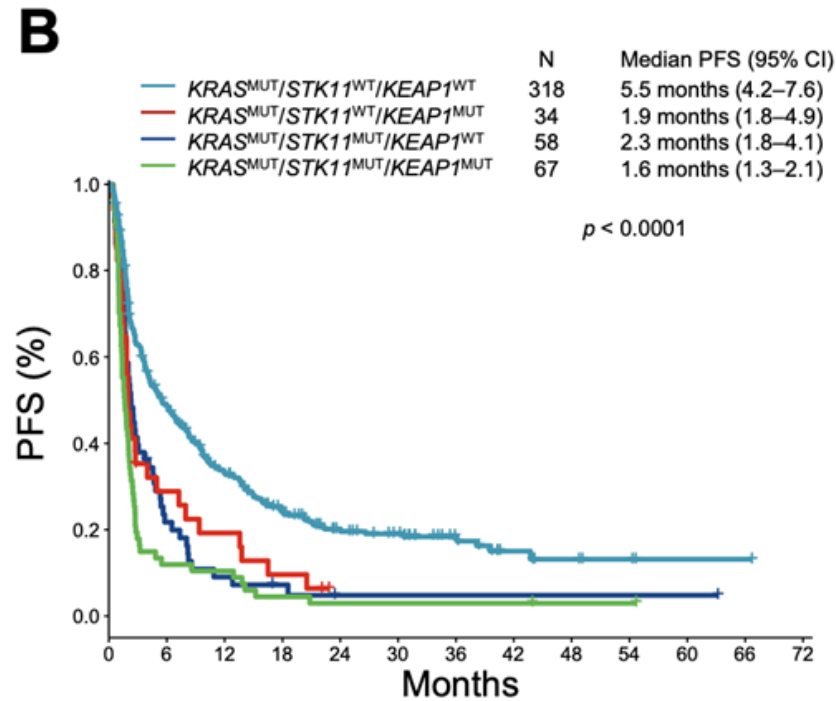 B
N Median PFS (95% CI)
KRASMUT/STK11WT/KEAP1WT 318 5.5 months (4.2–7.6)
KRASMUT/STK11WT/KEAP1MUT 34 1.9 months (1.8–4.9)
KRASMUT/STK11MUT/KEAP1WT 58 2.3 months (1.8–4.1)
KRASMUT/STK11MUT/KEAP1MUT 67 1.6 months (1.3–2.1)
p < 0.0001
PFS (%)
1.0
0.8
0.6
0.4
0.2
0.0
0 6 12 18 24 30 36 42 48 54 60 66 72
Months